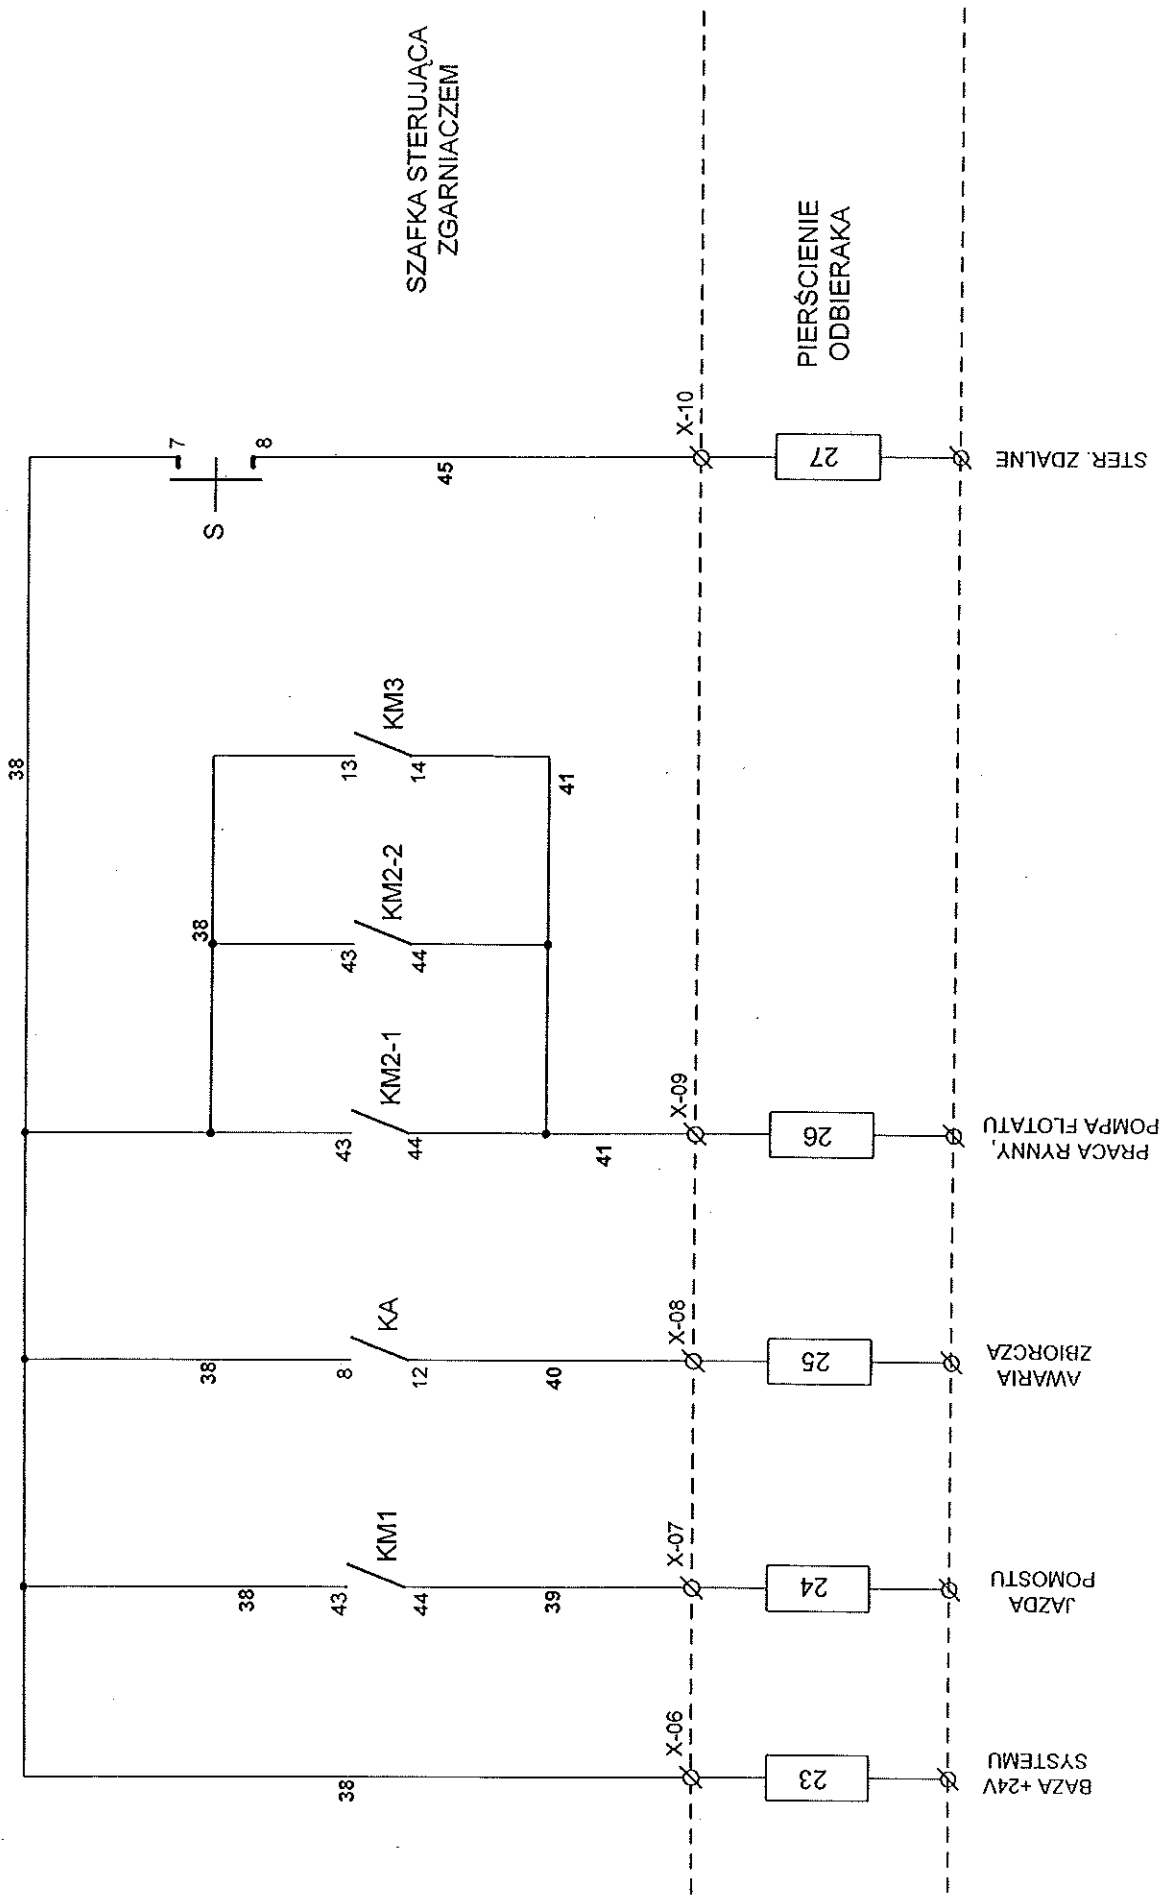 38
SZAFKA STERUJĄCA
ZGARNIACZEM
7
S
8
45
X-10
PIERŚCIENIE
ODBIERAKA
27
STER. ZDALNE
38
13
KM3
14
41
43
KM2-2
44
43
KM2-1
44
41
X-09
26
PRACA RYNNY,
POMPA FLOTATU
38
8
KA
12
40
X-08
25
AWARIA
ZBIORCZA
38
43
KM1
44
39
X-07
24
JAZDA
POMOSTU
38
X-06
23
BAZA +24V
SYSTEMU